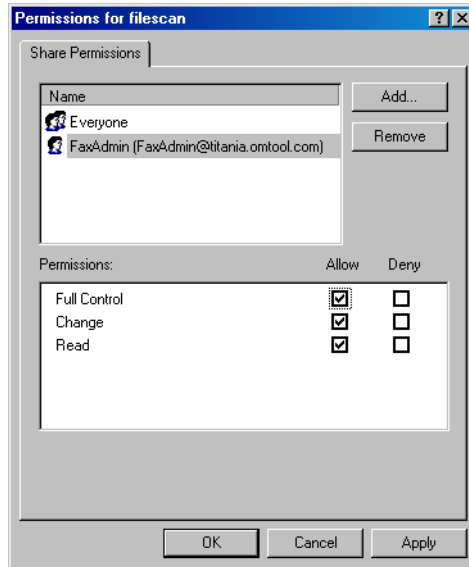 Permissions for filescan
Share Permissions
Name
Add...
Everyone
FaxAdmin (FaxAdmin@titania.omtool.com)
Remove
Permissions: Allow Deny
Full Control
Change
Read
OK Cancel Apply